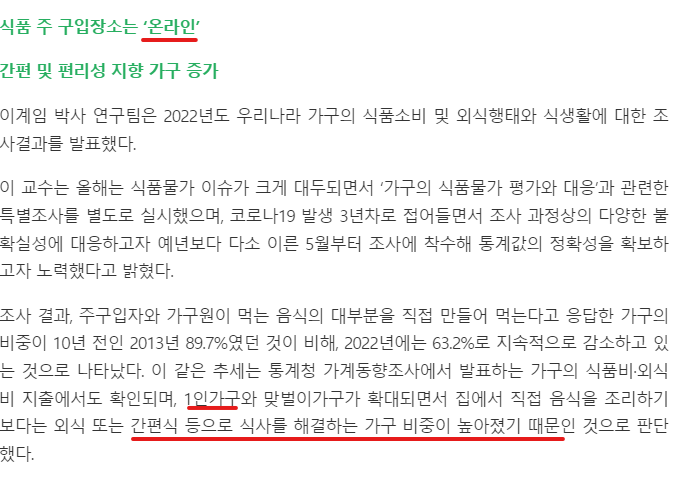 식품 주 구입장소는 ‘온라인’
간편 및 편리성 지향 가구 증가
이계임 박사 연구팀은 2022년도 우리나라 가구의 식품소비 및 외식행태와 식생활에 대한 조
사결과를 발표했다.
이 교수는 올해는 식품물가 이슈가 크게 대두되면서 ‘가구의 식품물가 평가와 대응’과 관련한
특별조사를 별도로 실시했으며, 코로나19 발생 3년차로 접어들면서 조사 과정상의 다양한 불
확실성에 대응하고자 예년보다 다소 이른 5월부터 조사에 착수해 통계값의 정확성을 확보하
고자 노력했다고 밝혔다.
조사 결과, 주구입자와 가구원이 먹는 음식의 대부분을 직접 만들어 먹는다고 응답한 가구의
비중이 10년 전인 2013년 89.7%였던 것이 비해, 2022년에는 63.2%로 지속적으로 감소하고 있
는 것으로 나타났다. 이 같은 추세는 통계청 가계동향조사에서 발표하는 가구의 식품비·외식
비 지출에서도 확인되며, 1인가구와 맞벌이가구가 확대되면서 집에서 직접 음식을 조리하기
보다는 외식 또는 간편식 등으로 식사를 해결하는 가구 비중이 높아졌기 때문인 것으로 판단
했다.